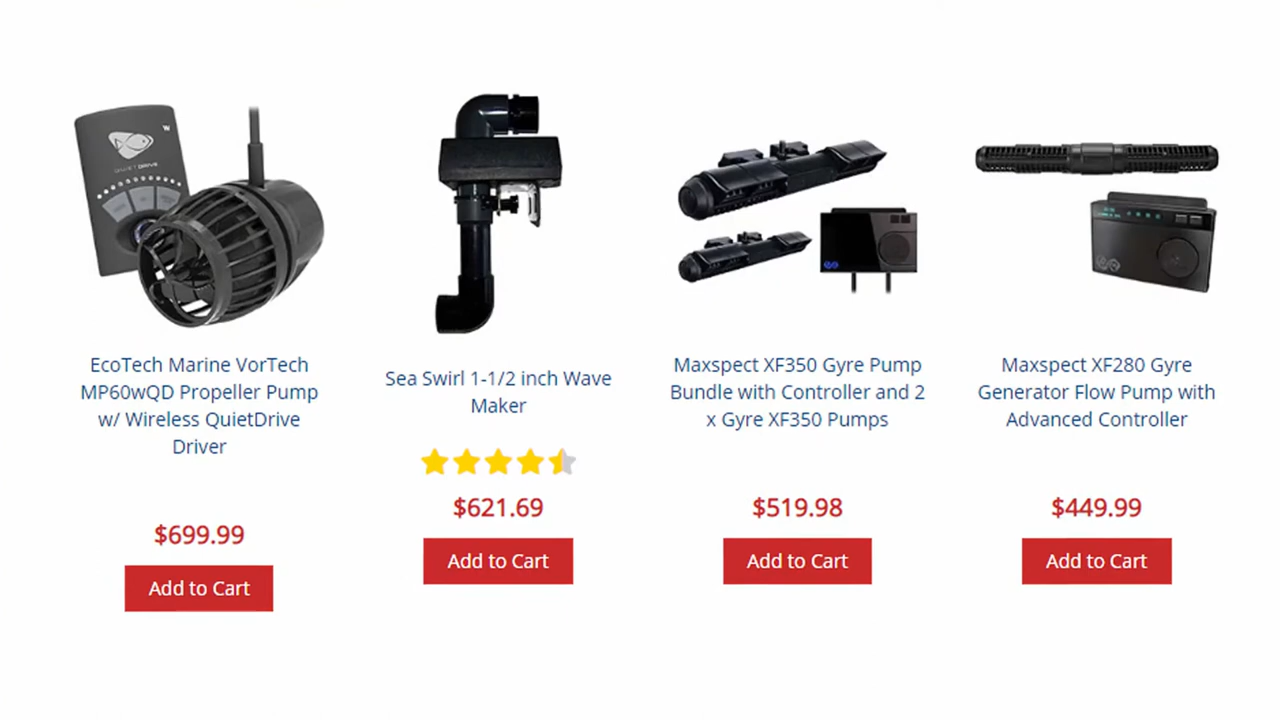 W
EcoTech Marine VorTech
MP60wQD Propeller Pump
w/ Wireless QuietDrive
Driver
$699.99
Add to Cart
Sea Swirl 1-1/2 inch Wave
Maker
$621.69
Add to Cart
Maxspect XF350 Gyre Pump
Bundle with Controller and 2
x Gyre XF350 Pumps
$519.98
Add to Cart
Maxspect XF280 Gyre
Generator Flow Pump with
Advanced Controller
$449.99
Add to Cart